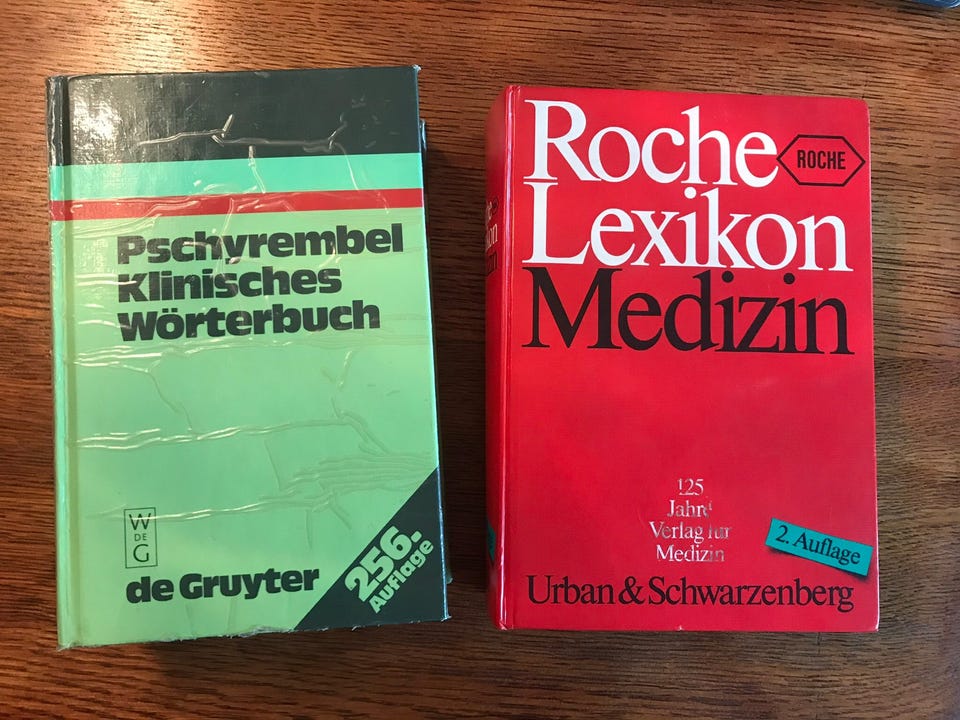 Pschyrembel
Klinisches
Wörterbuch
W
DE
G
de Gruyter
256.
Auflage
Roche
ROCHE
Lexikon
Medizin
125
Jahre
Verlag für
Medizin
2. Auflage
Urban & Schwarzenberg